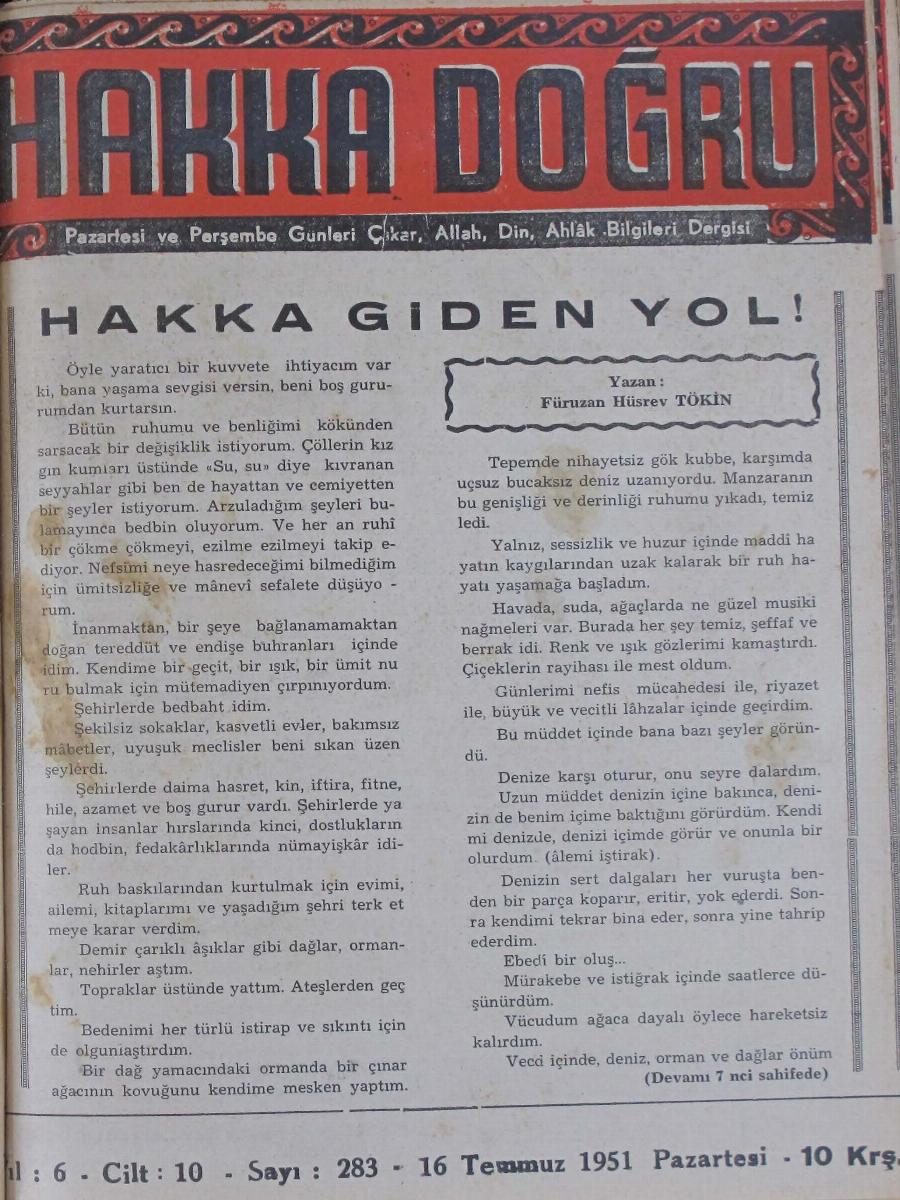 HAKKA DOĞRU
Pazartesi ve Perşembe Günleri Çıkar, Allah, Din, Ahlâk Bilgileri Dergisi
HAKKA GİDEN YOL!
Öyle yaratıcı bir kuvvete ihtiyacım var
ki, bana yaşama sevgisi versin, beni boş guru-
rumdan kurtarsın.
Bütün ruhumu ve benliğimi kökünden
sarsacak bir değişiklik istiyorum. Çöllerin kız
gın kumları üstünde «Su, su» diye kıvranan
seyyahlar gibi ben de hayattan ve cemiyetten
bir şeyler istiyorum. Arzuladığım şeyleri bu-
lamayınca bedbin oluyorum. Ve her an ruhî
bir çökme çökmeyi, ezilme ezilmeyi takip e-
diyor. Nefsimi neye hasredeceğimi bilmediğim
için ümitsizliğe ve mânevi sefalete düşüyo -
rum.
İnanmaktan, bir şeye bağlanamamaktan
doğan tereddüt ve endişe buhranları içinde
idim. Kendime bir geçit, bir ışık, bir ümit nu
ru bulmak için mütemadiyen çırpınıyordum.
Şehirlerde bedbaht idim.
Şekilsiz sokaklar, kasvetli evler, bakımsız
mâbetler, uyuşuk meclisler beni sıkan üzen
şeylerdi.
Şehirlerde daima hasret, kin, iftira, fitne,
hile, azamet ve boş gurur vardı. Şehirlerde ya
şayan insanlar hırslarında kinci, dostlukların
da hodbin, fedakârlıklarında nümayişkâr idi-
ler.
Ruh baskılarından kurtulmak için evimi,
ailemi, kitaplarımı ve yaşadığım şehri terk et
meye karar verdim.
Demir çarıklı âşıklar gibi dağlar, orman-
lar, nehirler aştım.
Topraklar üstünde yattım. Ateşlerden geç
tim.
Bedenimi her türlü istirap ve sıkıntı için
de olgunlaştırdım.
Bir dağ yamacındaki ormanda bir çınar
ağacının kovuğunu kendime mesken yaptım.
Yazan :
Füruzan Hüsrev TÖKİN
Tepemde nihayetsiz gök kubbe, karşımda
uçsuz bucaksız deniz uzanıyordu. Manzaranın
bu genişliği ve derinliği ruhumu yıkadı, temiz
ledi.
Yalnız, sessizlik ve huzur içinde maddî ha
yatın kaygılarından uzak kalarak bir ruh ha-
yatı yaşamağa başladım.
Havada, suda, ağaçlarda ne güzel musiki
nağmeleri var. Burada her şey temiz, şeffaf ve
berrak idi. Renk ve ışık gözlerimi kamaştırdı.
Çiçeklerin rayihası ile mest oldum.
Günlerimi nefis mücahedesi ile, riyazet
ile, büyük ve vecitli lâhzalar içinde geçirdim.
Bu müddet içinde bana bazı şeyler görün-
dü.
Denize karşı oturur, onu seyre dalardım.
Uzun müddet denizin içine bakınca, deni-
zin de benim içime baktığını görürdüm. Kendi
mi denizde, denizi içimde görür ve onunla bir
olurdum. (âlemi iştirak).
Denizin sert dalgaları her vuruşta ben-
den bir parça koparır, eritir, yok ederdi. Son-
ra kendimi tekrar bina eder, sonra yine tahrip
ederdim.
Ebedî bir oluş...
Mürakebe ve istiğrak içinde saatlerce dü-
şünürdüm.
Vücudum ağaca dayalı öylece hareketsiz
kalırdım.
Veci içinde, deniz, orman ve dağlar önüm
(Devamı 7 nci sahifede)
: 6 - Cilt : 10 - Sayı : 283 - 16 Temmuz 1951 Pazartesi - 10 Krş.